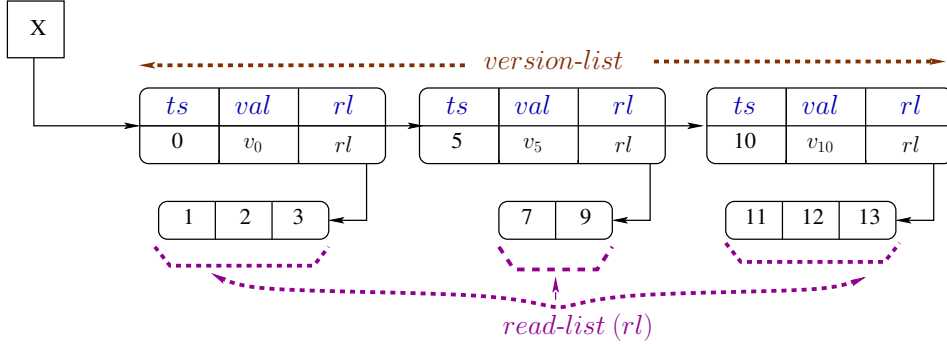 X
version-list
ts val rl ts val rl ts val rl
0 v0 rl 5 v5 rl 10 v10 rl
1 2 3 7 9 11 12 13
read-list (rl)